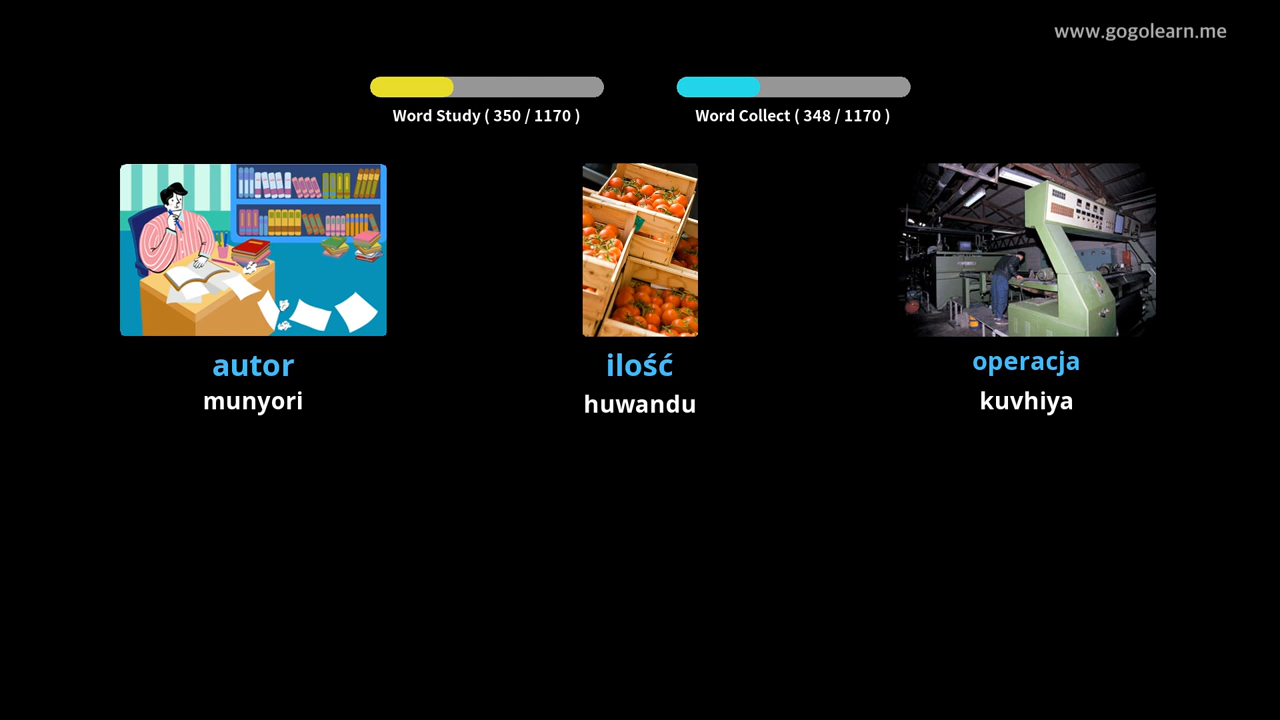 www.gogolearn.me
Word Study ( 350 / 1170 )
Word Collect ( 348 / 1170 )
autor
munyori
ilość
huwandu
operacja
kuvhiya